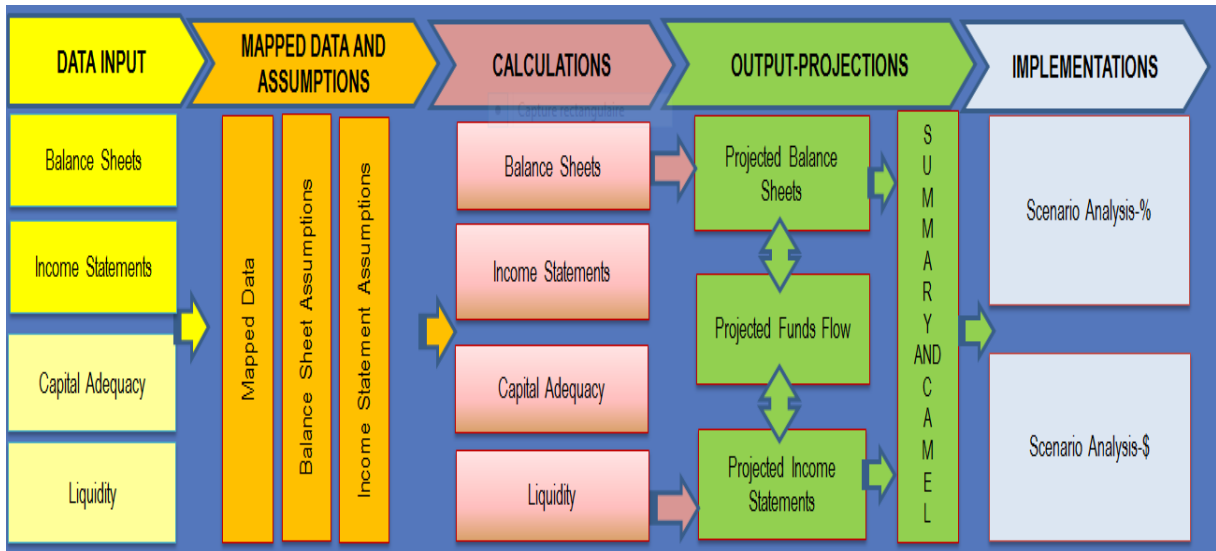 DATA INPUT
MAPPED DATA AND
ASSUMPTIONS
CALCULATIONS
OUTPUT-PROJECTIONS
IMPLEMENTATIONS
Capture rectangulaire
Balance Sheets
Income Statements
Capital Adequacy
Liquidity
Mapped Data
Balance Sheet Assumptions
Income Statement Assumptions
Balance Sheets
Income Statements
Capital Adequacy
Liquidity
Projected Balance
Sheets
Projected Funds Flow
Projected Income
Statements
S
U
M
M
A
R
Y
AND
C
A
M
E
L
Scenario Analysis-%
Scenario Analysis-$